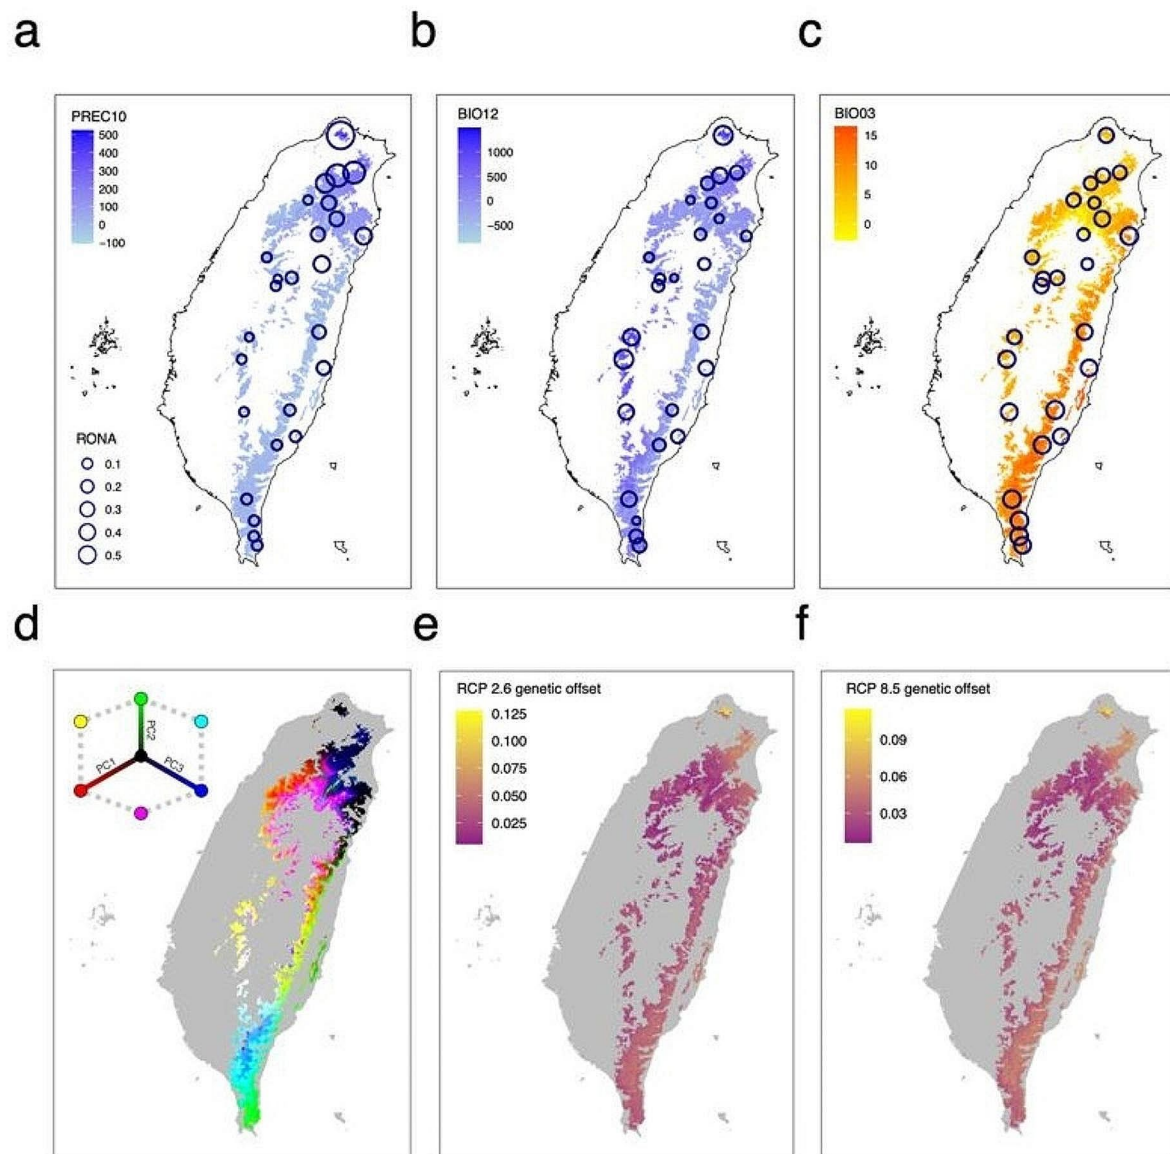 a
b
c
PREC10
500
400
300
200
100
0
−100
RONA
0.1
0.2
0.3
0.4
0.5
BIO12
1000
500
0
−500
BIO03
15
10
5
0
d
e
f
PC2
PC1
PC3
RCP 2.6 genetic offset
0.125
0.100
0.075
0.050
0.025
RCP 8.5 genetic offset
0.09
0.06
0.03